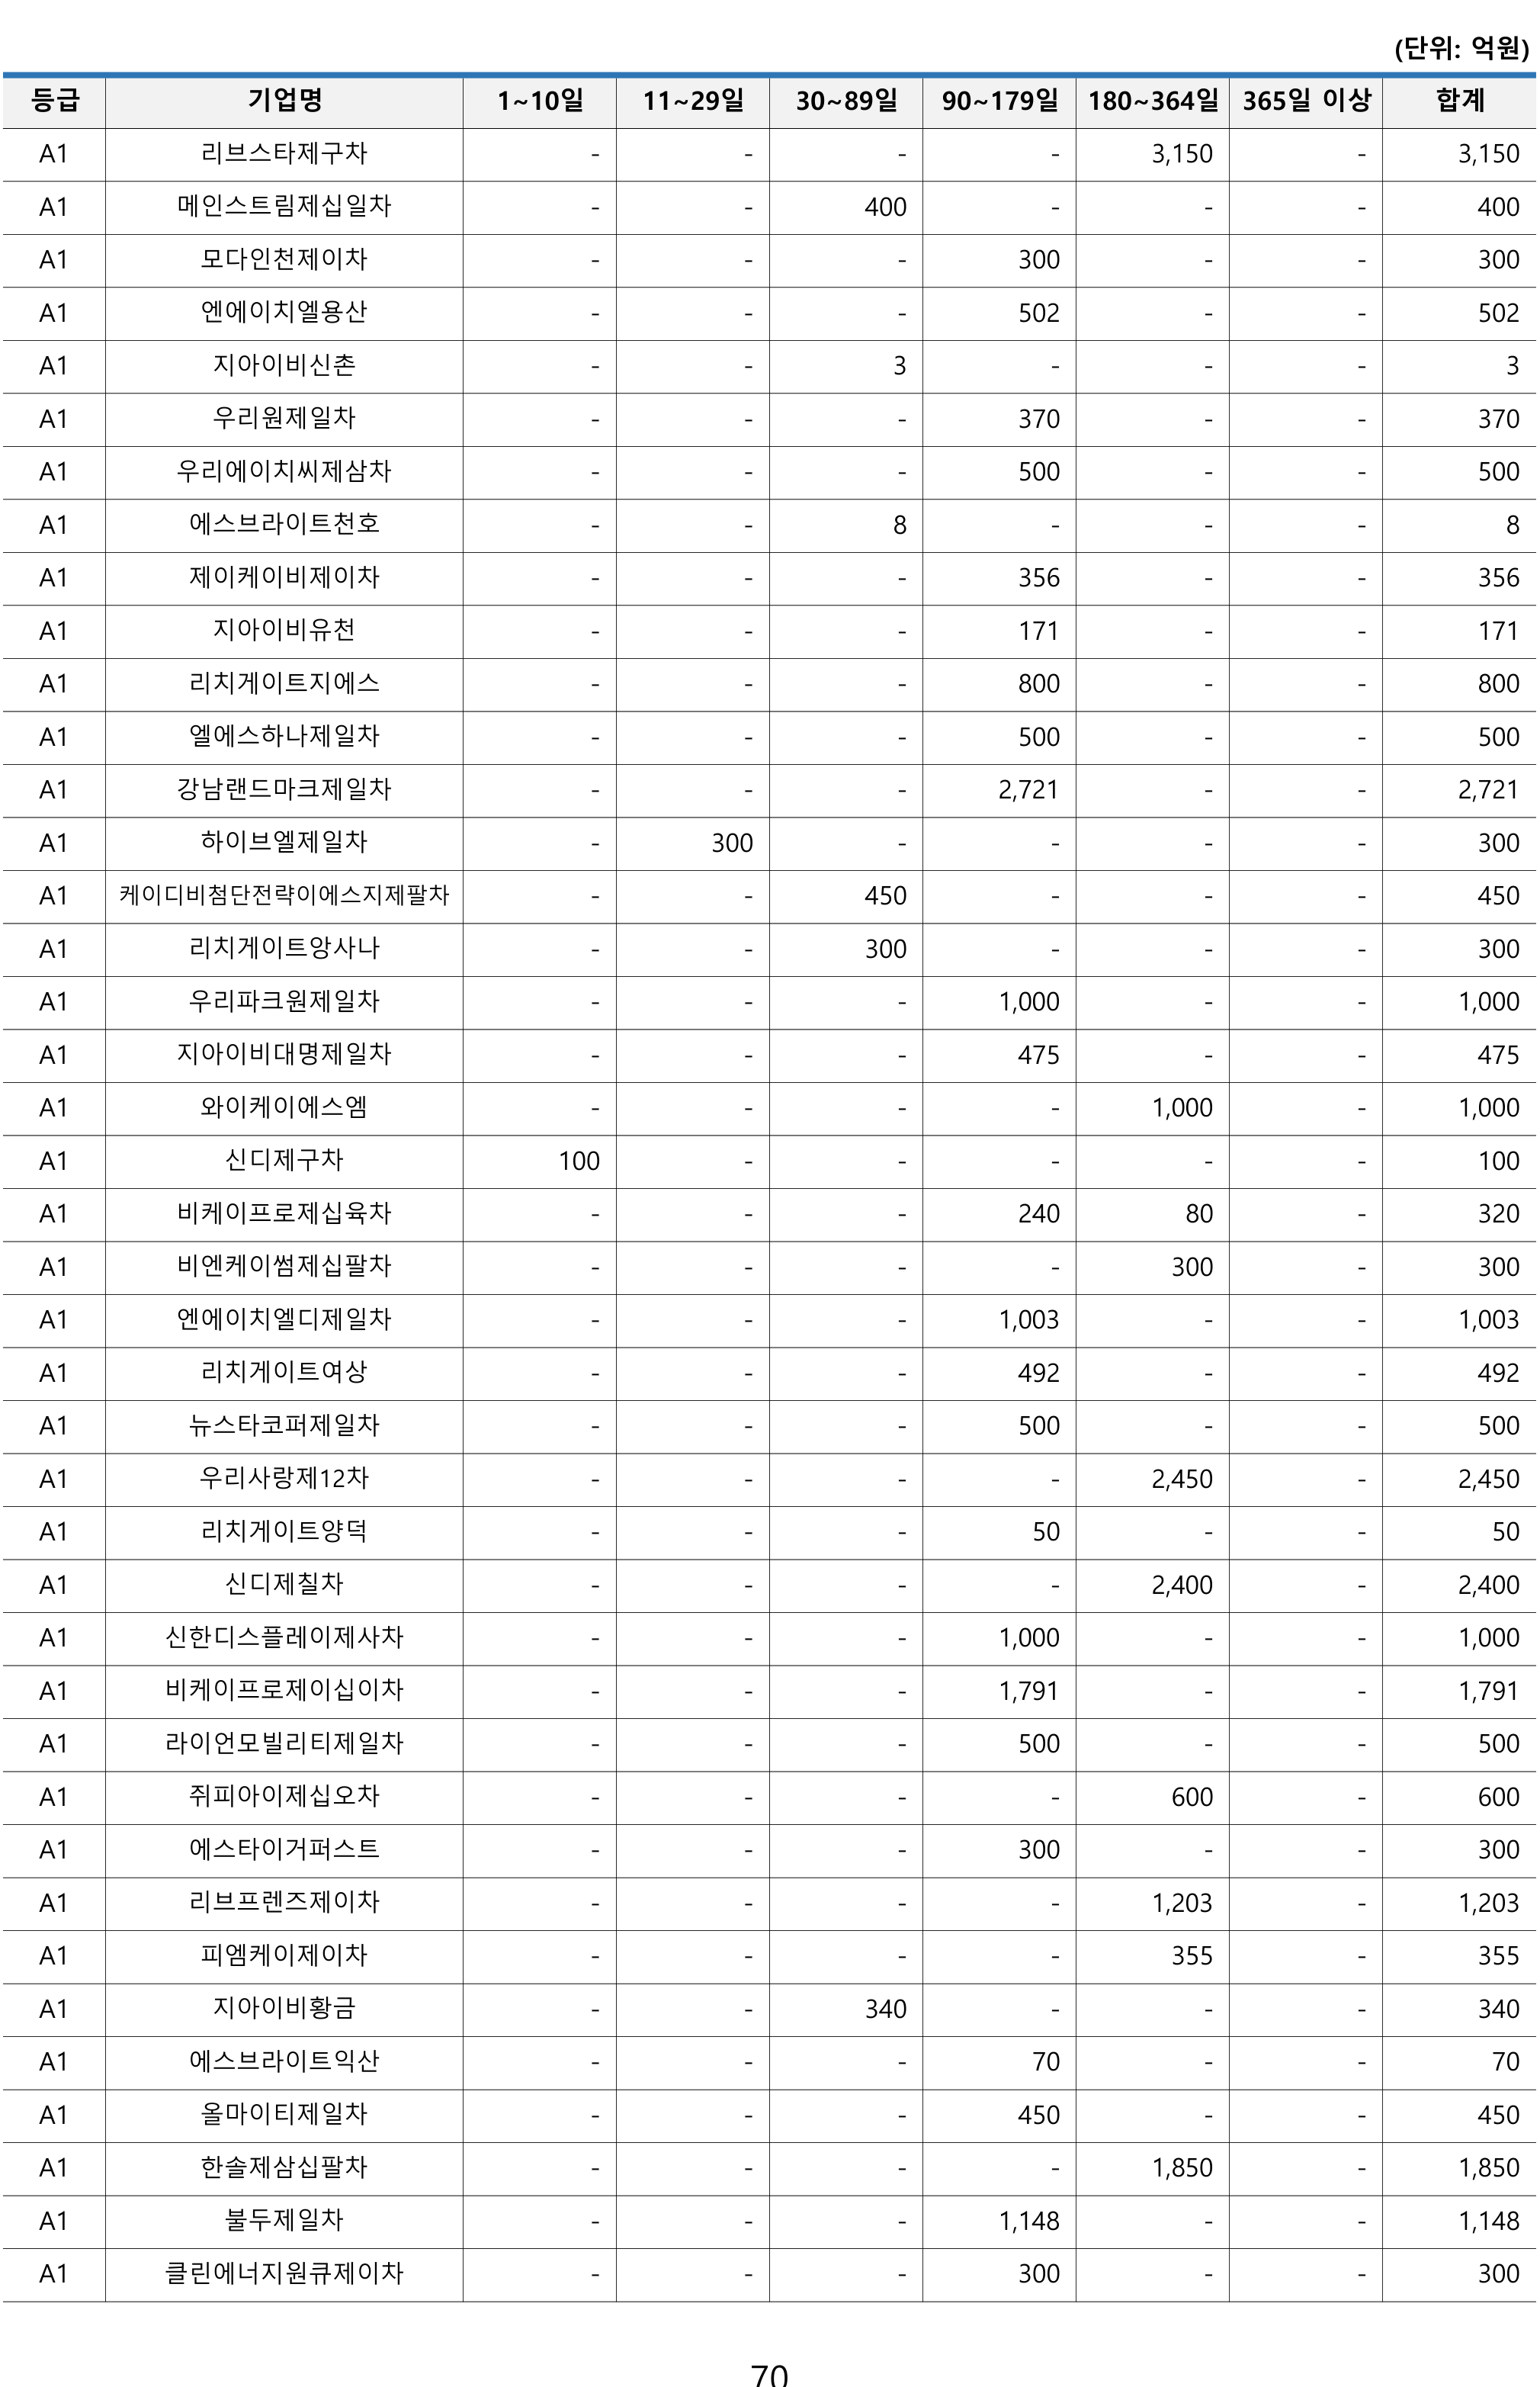 (단위: 억원)
등급 기업명 1~10일 11~29일 30~89일 90~179일 180~364일 365일 이상 합계
A1 리브스타제구차 - - - - 3,150 - 3,150
A1 메인스트림제십일차 - - 400 - - - 400
A1 모다인천제이차 - - - 300 - - 300
A1 엔에이치엘용산 - - - 502 - - 502
A1 지아이비신촌 - - 3 - - - 3
A1 우리원제일차 - - - 370 - - 370
A1 우리에이치씨제삼차 - - - 500 - - 500
A1 에스브라이트천호 - - 8 - - - 8
A1 제이케이비제이차 - - - 356 - - 356
A1 지아이비유천 - - - 171 - - 171
A1 리치게이트지에스 - - - 800 - - 800
A1 엘에스하나제일차 - - - 500 - - 500
A1 강남랜드마크제일차 - - - 2,721 - - 2,721
A1 하이브엘제일차 - 300 - - - - 300
A1 케이디비첨단전략이에스지제팔차 - - 450 - - - 450
A1 리치게이트앙사나 - - 300 - - - 300
A1 우리파크원제일차 - - - 1,000 - - 1,000
A1 지아이비대명제일차 - - - 475 - - 475
A1 와이케이에스엠 - - - - 1,000 - 1,000
A1 신디제구차 100 - - - - - 100
A1 비케이프로제십육차 - - - 240 80 - 320
A1 비엔케이썸제십팔차 - - - - 300 - 300
A1 엔에이치엘디제일차 - - - 1,003 - - 1,003
A1 리치게이트여상 - - - 492 - - 492
A1 뉴스타코퍼제일차 - - - 500 - - 500
A1 우리사랑제12차 - - - - 2,450 - 2,450
A1 리치게이트양덕 - - - 50 - - 50
A1 신디제칠차 - - - - 2,400 - 2,400
A1 신한디스플레이제사차 - - - 1,000 - - 1,000
A1 비케이프로제이십이차 - - - 1,791 - - 1,791
A1 라이언모빌리티제일차 - - - 500 - - 500
A1 쥐피아이제십오차 - - - - 600 - 600
A1 에스타이거퍼스트 - - - 300 - - 300
A1 리브프렌즈제이차 - - - - 1,203 - 1,203
A1 피엠케이제이차 - - - - 355 - 355
A1 지아이비황금 - - 340 - - - 340
A1 에스브라이트익산 - - - 70 - - 70
A1 올마이티제일차 - - - 450 - - 450
A1 한솔제삼십팔차 - - - - 1,850 - 1,850
A1 불두제일차 - - - 1,148 - - 1,148
A1 클린에너지원큐제이차 - - - 300 - - 300
70